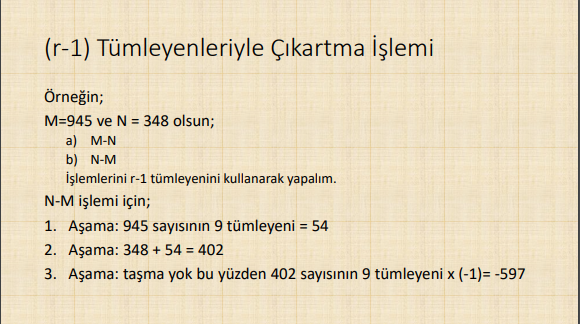 (r-1) Tümleyenleriyle Çıkartma İşlemi
Örneğin;
M=945 ve N = 348 olsun;
a) M-N
b) N-M
İşlemlerini r-1 tümleyenini kullanarak yapalım.
N-M işlemi için;
1. Aşama: 945 sayısının 9 tümleyeni = 54
2. Aşama: 348 + 54 = 402
3. Aşama: taşma yok bu yüzden 402 sayısının 9 tümleyeni x (-1)= -597